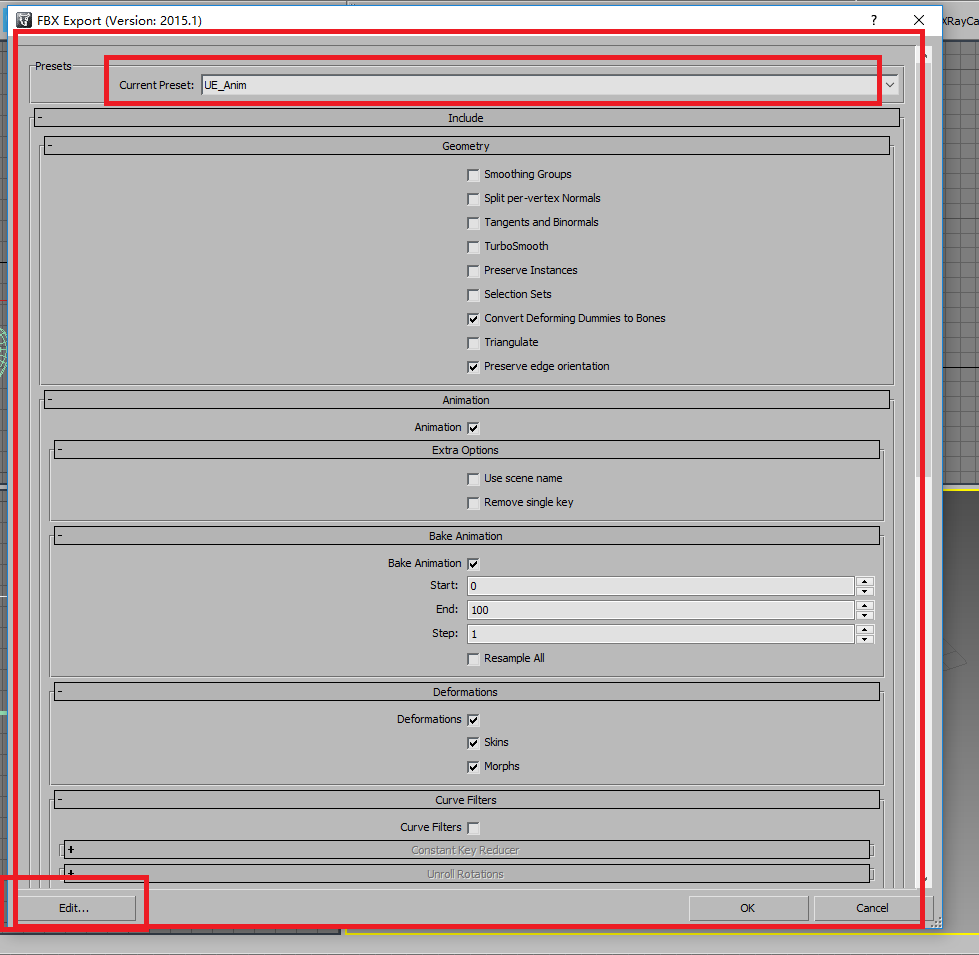 FBX Export (Version: 2015.1)
?
XRayCa
Presets
Current Preset: UE_Anim
- Include
- Geometry
Smoothing Groups
Split per-vertex Normals
Tangents and Binormals
TurboSmooth
Preserve Instances
Selection Sets
Convert Deforming Dummies to Bones
Triangulate
Preserve edge orientation
- Animation
Animation
- Extra Options
Use scene name
Remove single key
- Bake Animation
Bake Animation
Start: 0
End: 100
Step: 1
Resample All
- Deformations
Deformations
Skins
Morphs
- Curve Filters
Curve Filters
+ Constant Key Reducer
+ Unroll Rotations
Edit... OK Cancel